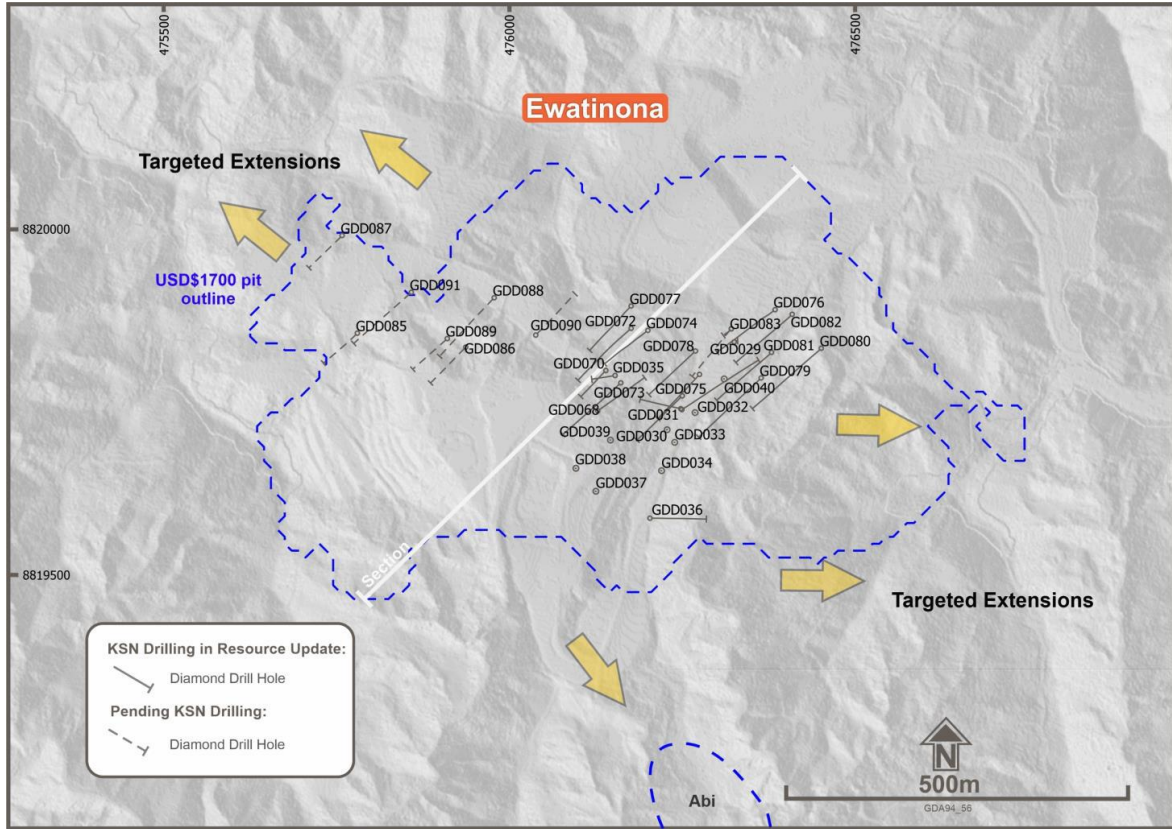 475500
476000
476500
Ewatinona
Targeted Extensions
8820000
GDD087
USD$1700 pit
outline
GDD091
GDD088
GDD077
GDD076
GDD085
GDD089
GDD090
GDD072
GDD074
GDD083
GDD082
GDD086
GDD078
GDD029
GDD081
GDD080
GDD070
GDD035
GDD079
GDD073
GDD075
GDD040
GDD068
GDD031
GDD032
GDD039
GDD030
GDD033
GDD038
GDD034
GDD037
GDD036
8819500
Section
Targeted Extensions
KSN Drilling in Resource Update:
Diamond Drill Hole
Pending KSN Drilling:
Diamond Drill Hole
Abi
N
500m
GDA94_56